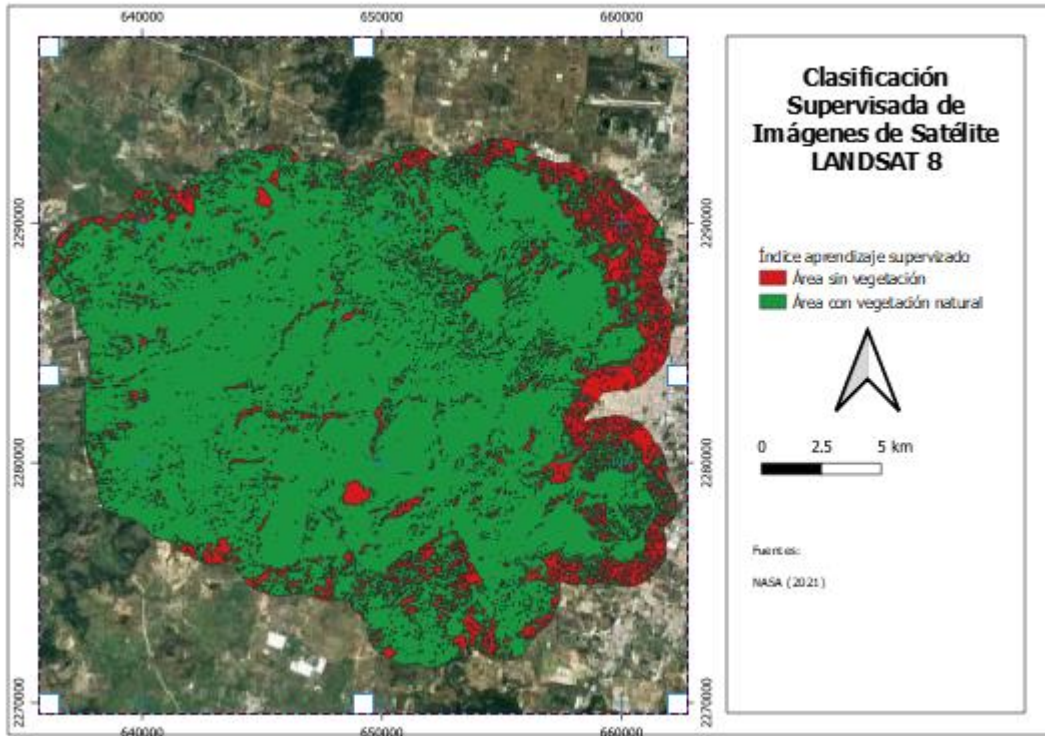 640000
650000
660000
2290000
2280000
2270000
2290000
2280000
2270000
640000
650000
660000
Clasificación
Supervisada de
Imágenes de Satélite
LANDSAT 8
Índice aprendizaje supervizado
Área sin vegetación
Área con vegetación natural
0 2.5 5 km
Fuentes:
NASA (2021)